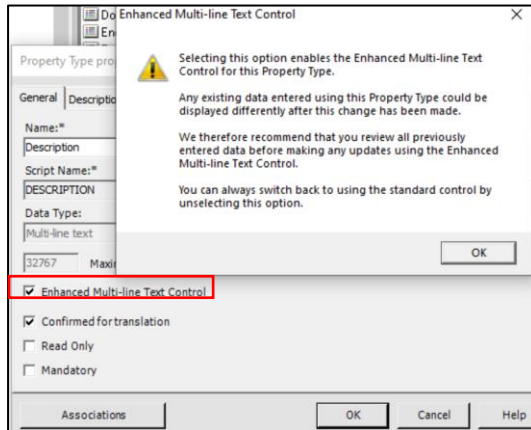 Do
En
Enhanced Multi-line Text Control
Selecting this option enables the Enhanced Multi-line Text
Control for this Property Type.
Any existing data entered using this Property Type could be
displayed differently after this change has been made.
We therefore recommend that you review all previously
entered data before making any updates using the Enhanced
Multi-line Text Control.
You can always switch back to using the standard control by
unselecting this option.
OK
Property Type pro
General Descriptio
Name:*
Description
Script Name:*
DESCRIPTION
Data Type:
Multi-line text
32767 Maxi
Enhanced Multi-line Text Control
Confirmed for translation
Read Only
Mandatory
Associations OK Cancel Help